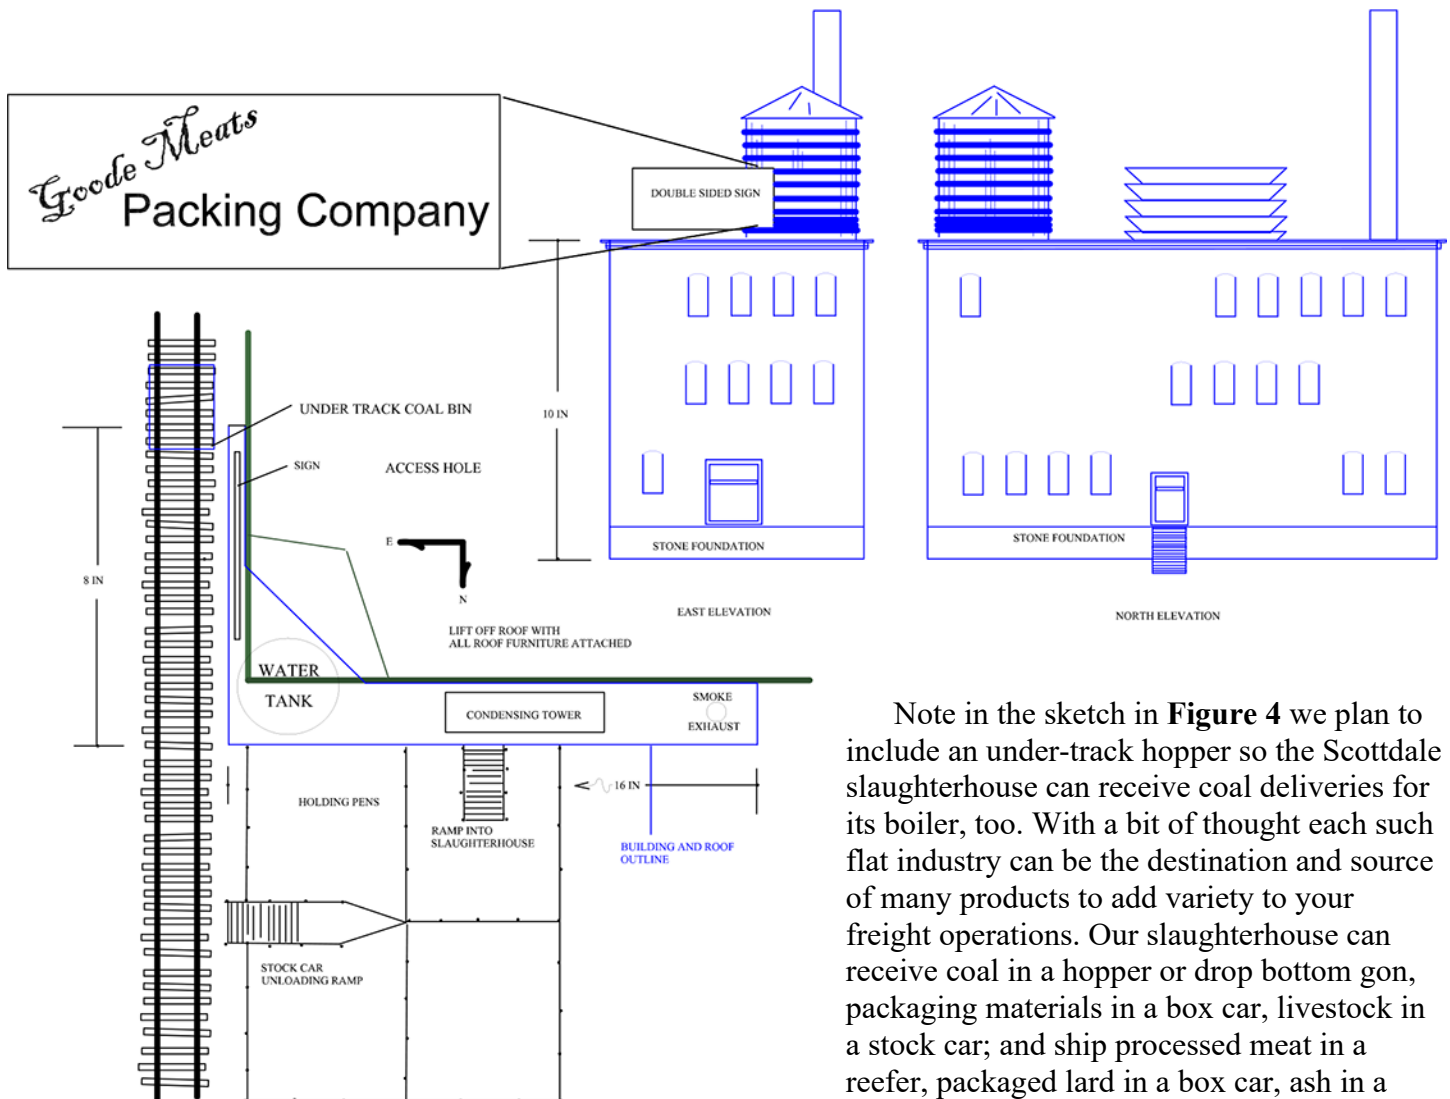 Goode Meats
Packing Company
DOUBLE SIDED SIGN
10 IN
STONE FOUNDATION
EAST ELEVATION
STONE FOUNDATION
NORTH ELEVATION
UNDER TRACK COAL BIN
SIGN
ACCESS HOLE
E
N
8 IN
LIFT OFF ROOF WITH
ALL ROOF FURNITURE ATTACHED
WATER
TANK
CONDENSING TOWER
SMOKE
EXHAUST
HOLDING PENS
16 IN
RAMP INTO
SLAUGHTERHOUSE
BUILDING AND ROOF
OUTLINE
STOCK CAR
UNLOADING RAMP
Note in the sketch in Figure 4 we plan to
include an under-track hopper so the Scottdale
slaughterhouse can receive coal deliveries for
its boiler, too. With a bit of thought each such
flat industry can be the destination and source
of many products to add variety to your
freight operations. Our slaughterhouse can
receive coal in a hopper or drop bottom gon,
packaging materials in a box car, livestock in
a stock car; and ship processed meat in a
reefer, packaged lard in a box car, ash in a